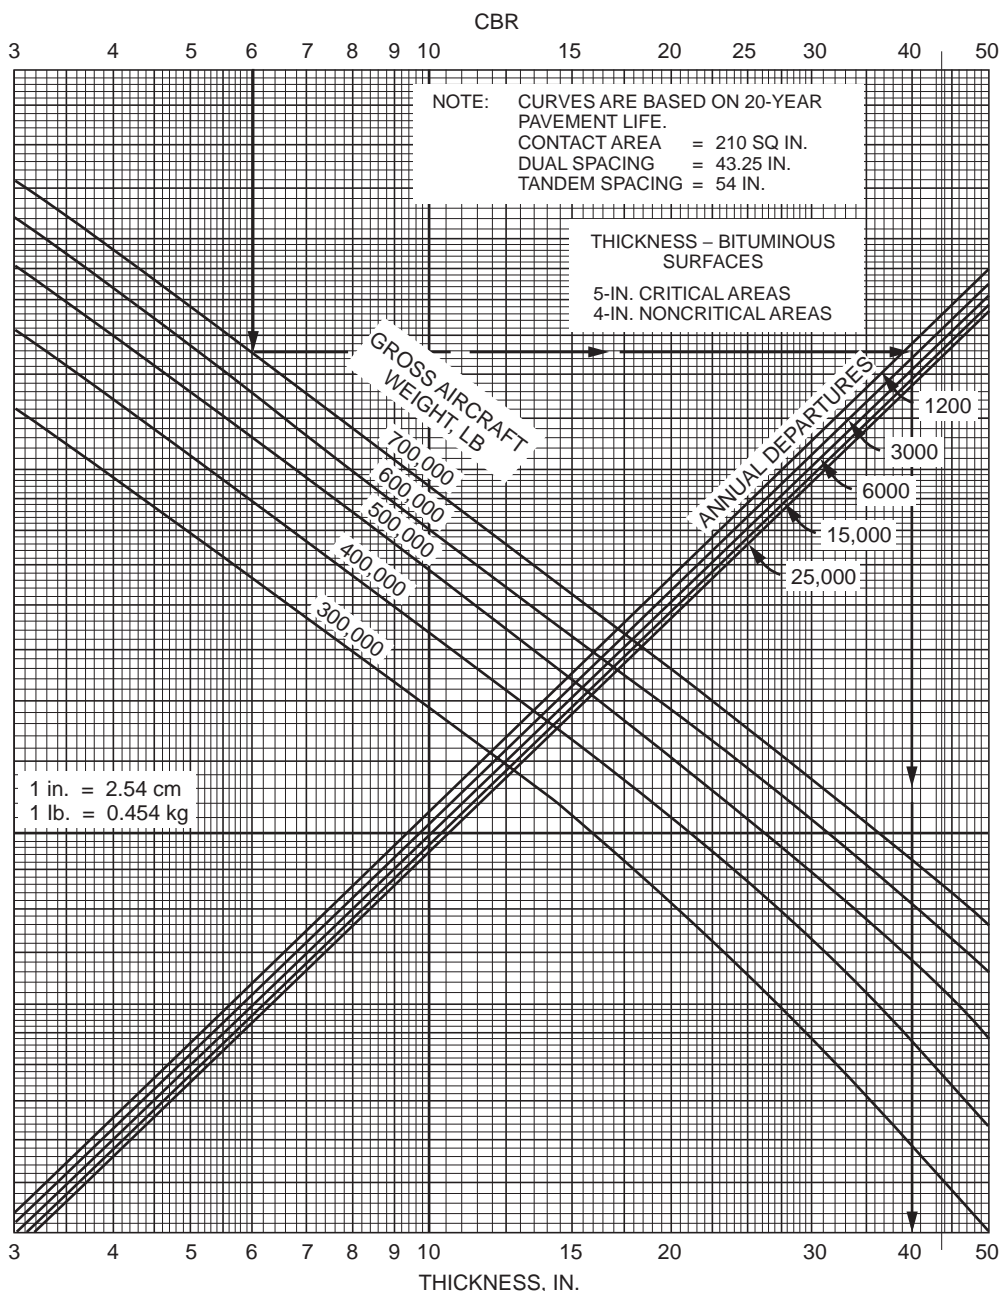 CBR
3 4 5 6 7 8 9 10 15 20 25 30 40 50
NOTE: CURVES ARE BASED ON 20-YEAR
PAVEMENT LIFE.
CONTACT AREA = 210 SQ IN.
DUAL SPACING = 43.25 IN.
TANDEM SPACING = 54 IN.
THICKNESS – BITUMINOUS
SURFACES
5-IN. CRITICAL AREAS
4-IN. NONCRITICAL AREAS
GROSS AIRCRAFT
WEIGHT, LB
700,000
600,000
500,000
400,000
300,000
ANNUAL DEPARTURES
1200
3000
6000
15,000
25,000
1 in. = 2.54 cm
1 lb. = 0.454 kg
3 4 5 6 7 8 9 10 15 20 30 40 50
THICKNESS, IN.